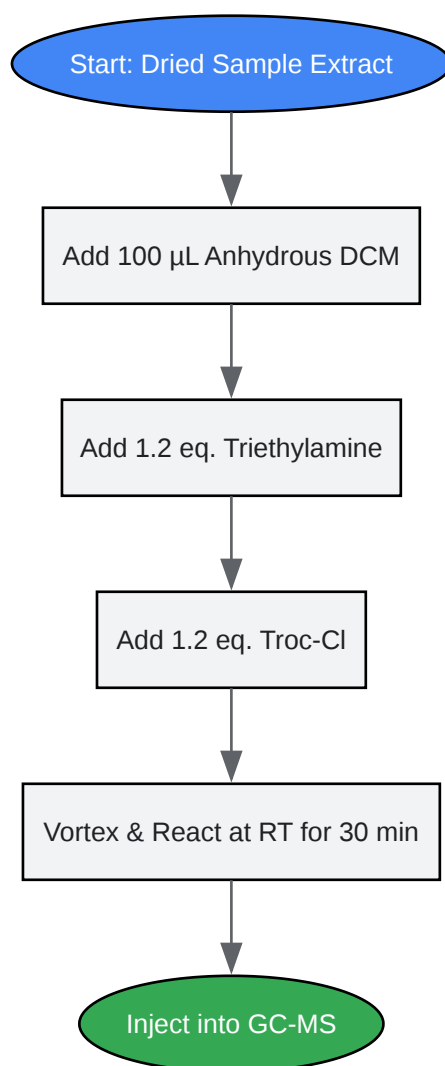 Start: Dried Sample Extract
Add 100 µL Anhydrous DCM
Add 1.2 eq. Triethylamine
Add 1.2 eq. Troc-Cl
Vortex & React at RT for 30 min
Inject into GC-MS